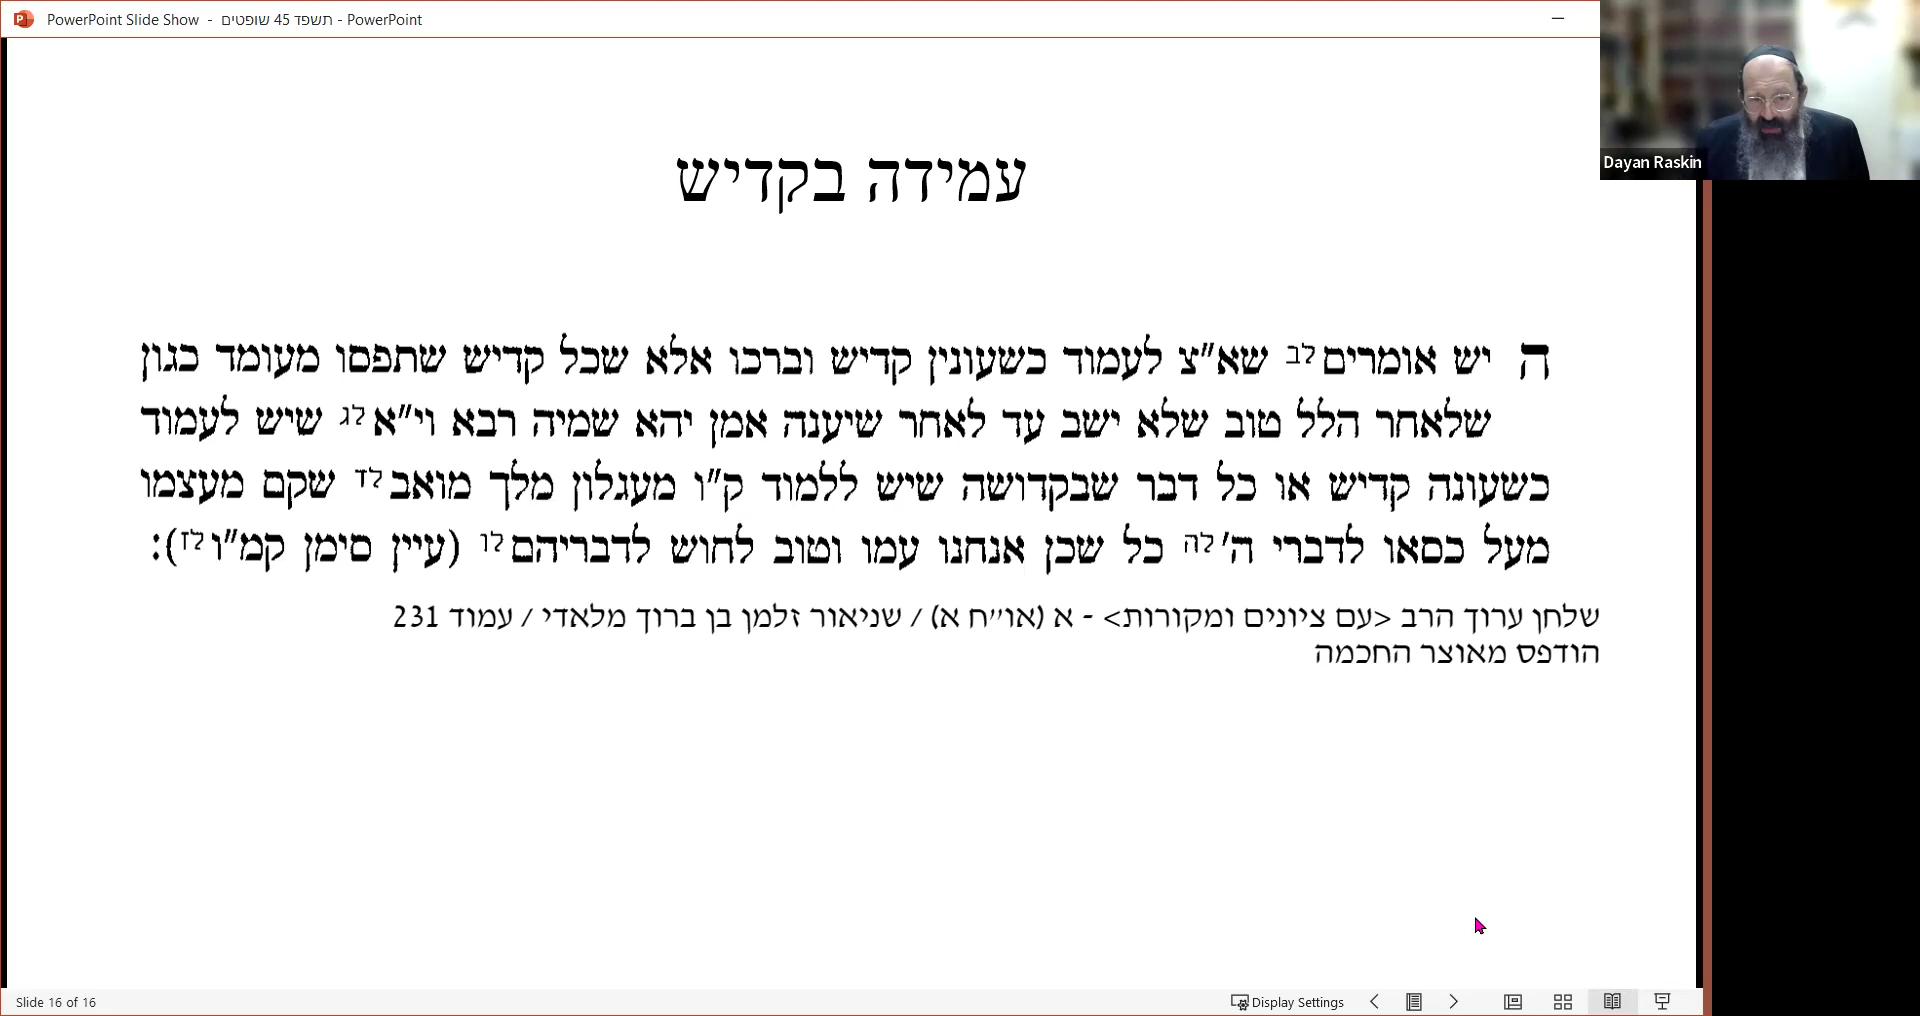 PowerPoint Slide Show - תשפד 45 שופטים - PowerPoint
Dayan Raskin
עמידה בקדיש
ה יש אומרים לב שא"צ לעמוד כשעונין קדיש וברכו אלא שכל קדיש שתפסו מעומד כגון
שלאחר הלל טוב שלא ישב עד לאחר שיענה אמן יהא שמיה רבא וי"א לג שיש לעמוד
כשעונה קדיש או כל דבר שבקדושה שיש ללמוד ק"ו מעגלון מלך מואב לד שקם מעצמו
מעל כסאו לדברי ה' לה כל שכן אנחנו עמו וטוב לחוש לדבריהם לו (עיין סימן קמ"ו לז):
שלחן ערוך הרב <עם ציונים ומקורות> - א (או"ח א) / שניאור זלמן בן ברוך מלאדי / עמוד 231
הודפס מאוצר החכמה
Slide 16 of 16
Display Settings